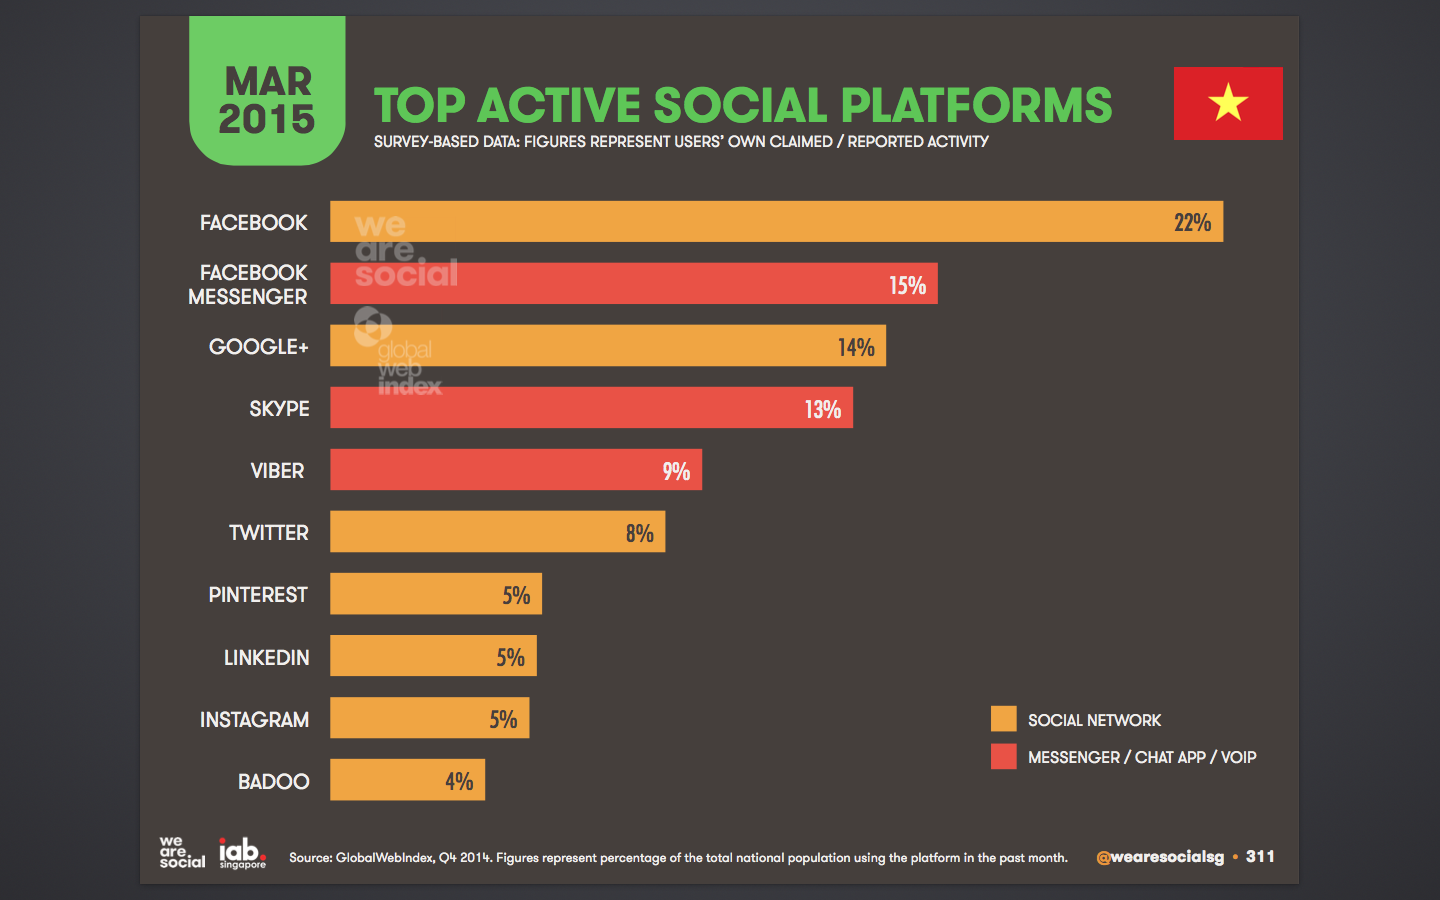 MAR
2015
TOP ACTIVE SOCIAL PLATFORMS
SURVEY-BASED DATA: FIGURES REPRESENT USERS' OWN CLAIMED / REPORTED ACTIVITY
FACEBOOK
22%
we
are
social
FACEBOOK
MESSENGER
15%
GOOGLE+
14%
global
web
index
SKYPE
13%
VIBER
9%
TWITTER
8%
PINTEREST
5%
LINKEDIN
5%
INSTAGRAM
5%
BADOO
4%
SOCIAL NETWORK
MESSENGER / CHAT APP / VOIP
we
are
social
iab.
singapore
Source: GlobalWebIndex, Q4 2014. Figures represent percentage of the total national population using the platform in the past month.
@wearesocialsg • 311